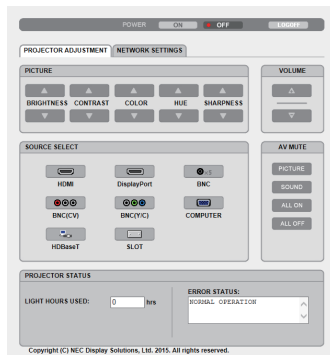 POWER ON OFF LOGOFF
PROJECTOR ADJUSTMENT NETWORK SETTINGS
PICTURE
BRIGHTNESS CONTRAST COLOR HUE SHARPNESS
VOLUME
SOURCE SELECT
HDMI DisplayPort BNC
x5
BNC(CV) BNC(Y/C) COMPUTER
HDBaseT SLOT
AV MUTE
PICTURE
SOUND
ALL ON
ALL OFF
PROJECTOR STATUS
LIGHT HOURS USED: 0 hrs
ERROR STATUS:
NORMAL OPERATION
Copyright (C) NEC Display Solutions, Ltd. 2015. All rights reserved.